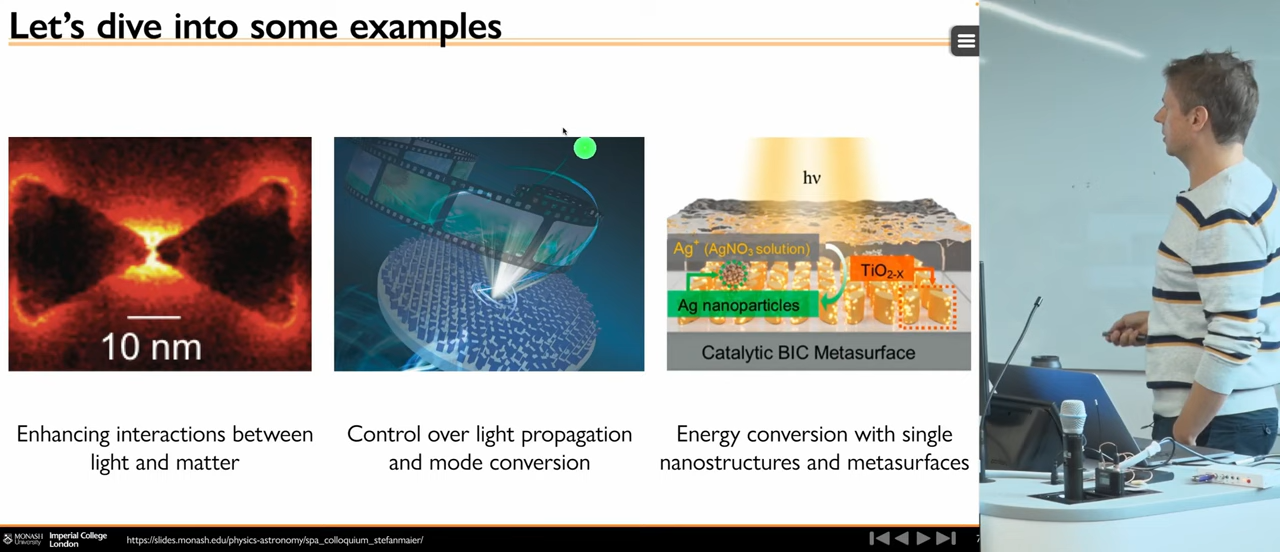 Let's dive into some examples
10 nm
hν
Ag⁺ (AgNO₃ solution)
TiO₂₋ₓ
Ag nanoparticles
Catalytic BIC Metasurface
Enhancing interactions between
light and matter
Control over light propagation
and mode conversion
Energy conversion with single
nanostructures and metasurfaces
MONASH
University
Imperial College
London
https://slides.monash.edu/physics-astronomy/spa_colloquium_stefanmaier/
7